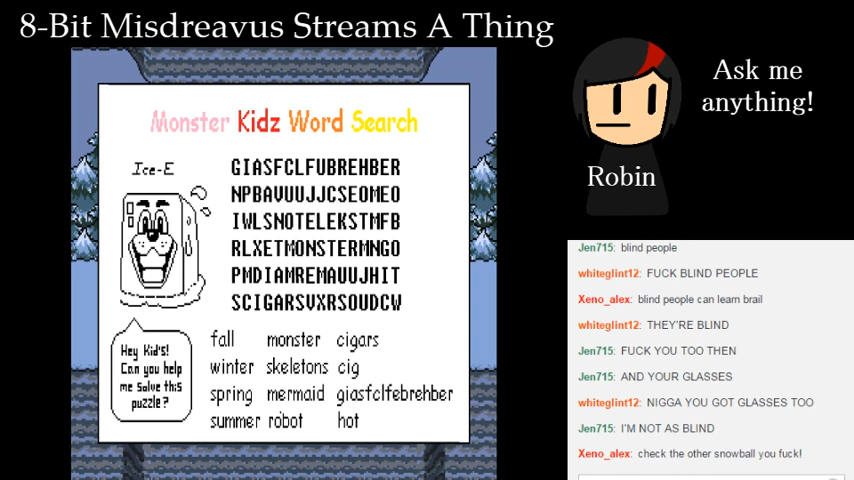 8-Bit Misdreavus Streams A Thing
Ask me
anything!
Robin
Monster Kidz Word Search
Ice-E
GIASFCLFUBREHBER
NPBAVUUJJCSEOMEO
IWLSNOTELEKSTMFB
RLXETMONSTERMNGO
PMDIAMREMAUUJHIT
SCIGARSVXRSOUDCW
Hey Kid's!
Can you help
me solve this
puzzle?
fall monster cigars
winter skeletons cig
spring mermaid giasfclfebrehber
summer robot hot
Jen715: blind people
whiteglint12: FUCK BLIND PEOPLE
Xeno_alex: blind people can learn brail
whiteglint12: THEY'RE BLIND
Jen715: FUCK YOU TOO THEN
Jen715: AND YOUR GLASSES
whiteglint12: NIGGA YOU GOT GLASSES TOO
Jen715: I'M NOT AS BLIND
Xeno_alex: check the other snowball you fuck!